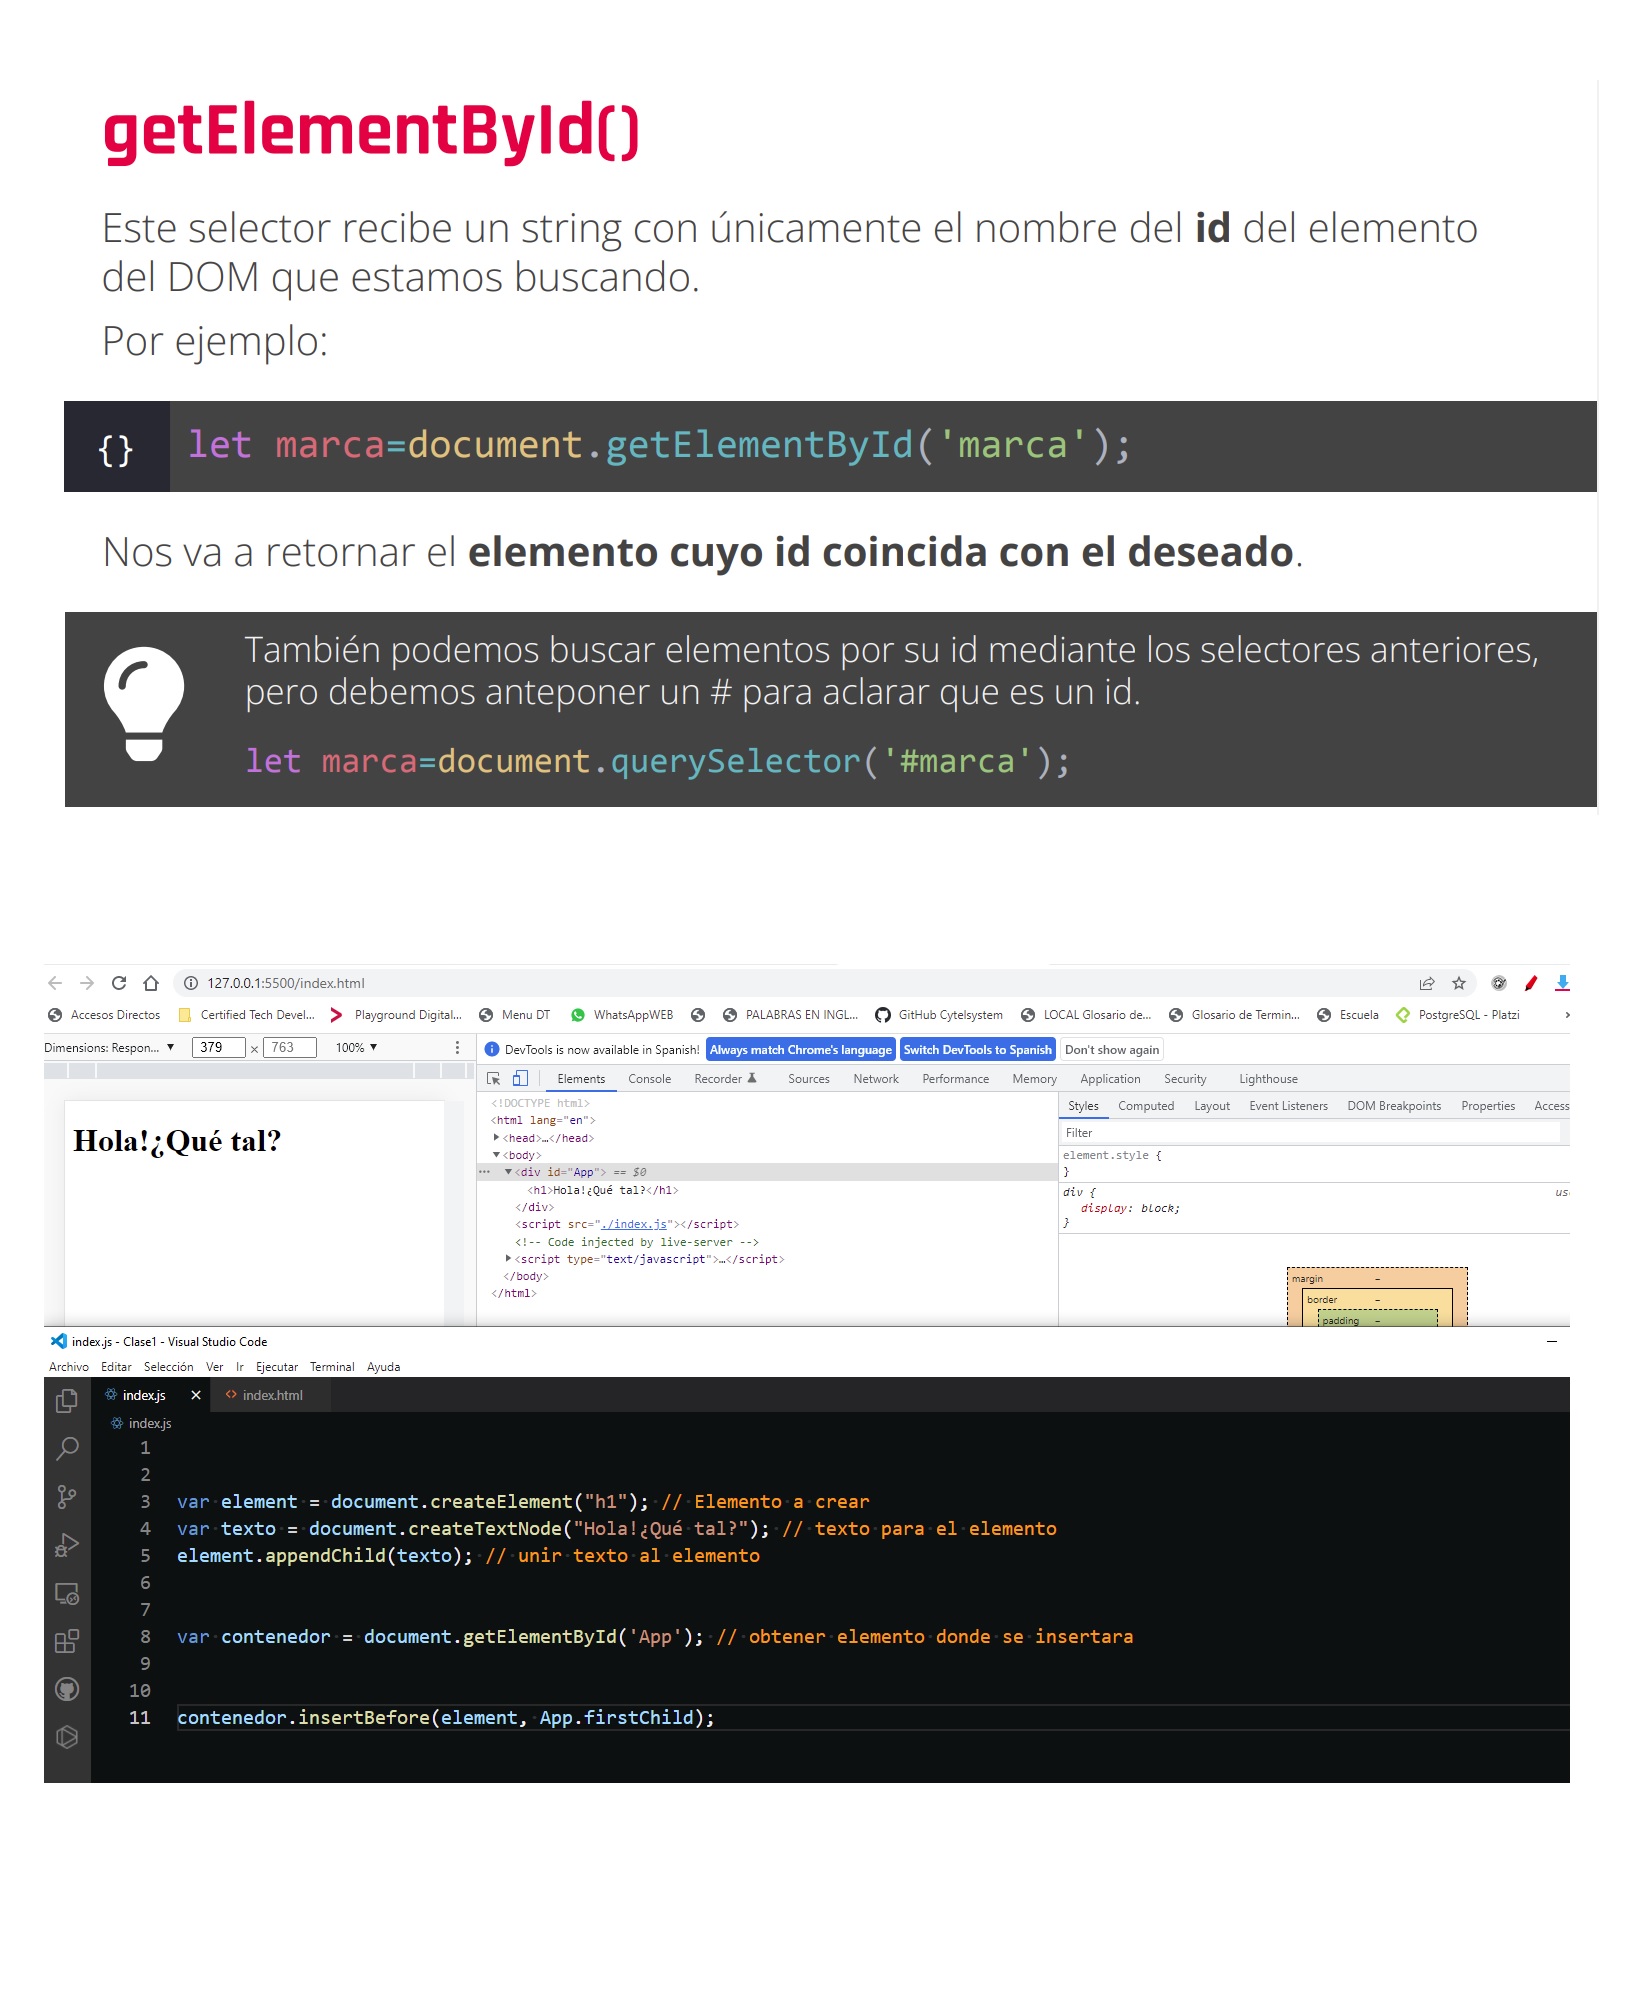 getElementById()
Este selector recibe un string con únicamente el nombre del id del elemento
del DOM que estamos buscando.
Por ejemplo:
{} let marca=document.getElementById('marca');
Nos va a retornar el elemento cuyo id coincida con el deseado.
También podemos buscar elementos por su id mediante los selectores anteriores,
pero debemos anteponer un # para aclarar que es un id.
let marca=document.querySelector('#marca');
127.0.0.1:5500/index.html
Accesos Directos Certified Tech Devel... Playground Digital... Menu DT WhatsAppWEB PALABRAS EN INGL... GitHub Cytelsystem LOCAL Glosario de... Glosario de Termin... Escuela PostgreSQL - Platzi
Dimensions: Respon... ▼ 379 x 763 100% ▼
DevTools is now available in Spanish! Always match Chrome's language Switch DevTools to Spanish Don't show again
Elements Console Recorder Sources Network Performance Memory Application Security Lighthouse
Hola!¿Qué tal?
<!DOCTYPE html>
<html lang="en">
<head>…</head>
<body>
<div id="App"> == $0
<h1>Hola!¿Qué tal?</h1>
</div>
<script src="./index.js"></script>
<!-- Code injected by live-server -->
<script type="text/javascript">…</script>
</body>
</html>
Styles Computed Layout Event Listeners DOM Breakpoints Properties Access
Filter
element.style {
}
div { us
display: block;
}
margin –
border –
padding –
index.js - Clase1 - Visual Studio Code
Archivo Editar Selección Ver Ir Ejecutar Terminal Ayuda
index.js × index.html
index.js
1
2
3 var element = document.createElement("h1"); // Elemento a crear
4 var texto = document.createTextNode("Hola!¿Qué tal?"); // texto para el elemento
5 element.appendChild(texto); // unir texto al elemento
6
7
8 var contenedor = document.getElementById('App'); // obtener elemento donde se insertara
9
10
11 contenedor.insertBefore(element, App.firstChild);